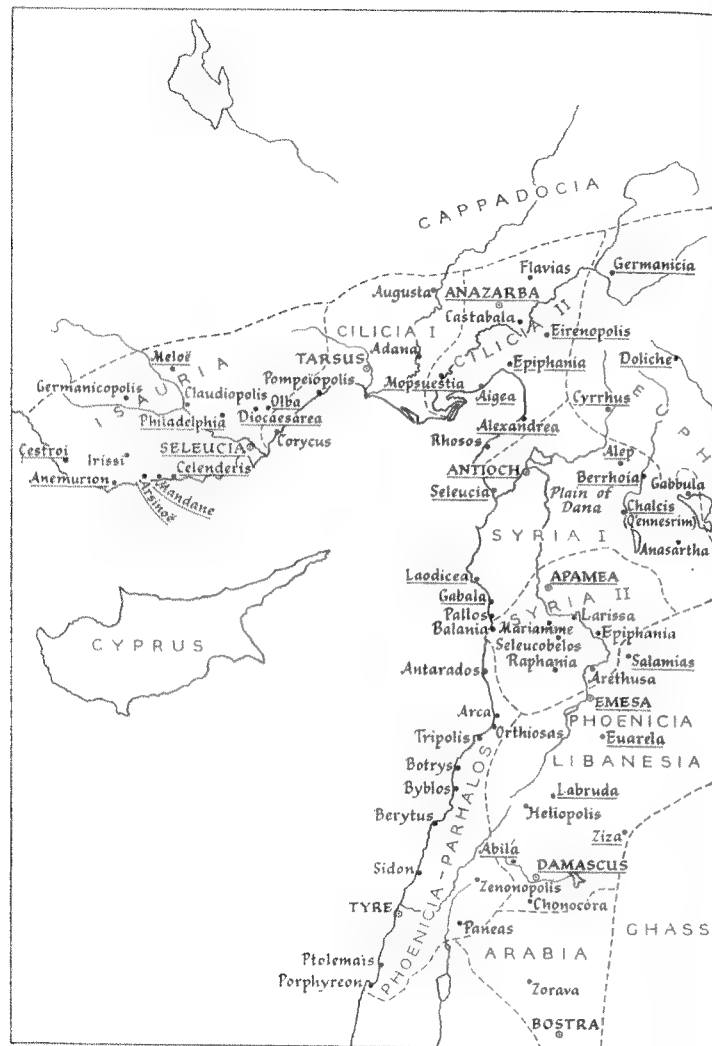 CAPPADOCIA
Flavias
Germanicia
Augusta
ANAZARBA
Castabala
CILICIA II
CILICIA I
Eirenopolis
Adana
TARSUS
Meloë
Epiphania
Doliche
ISAURIA
Pompeiopolis
Mopsuestia
Germanicopolis
Claudiopolis
Olba
Aigea
Cyrrhus
EUPH
Philadelphia
Diocaesarea
Alexandrea
Corycus
SELEUCIA
Rhosos
Cestroi
Irissi
Alep
Celenderis
ANTIOCH
Berrhoia
Anemurion
Gabbula
Arsinoë
Mandane
Seleucia
Plain of
Dana
Chalcis
(Q'ennesrim)
SYRIA I
Anasartha
Laodicea
APAMEA
Gabala
SYRIA II
Pallos
Larissa
Balania
Mariamme
Epiphania
CYPRUS
Seleucobelos
Salamias
Raphania
Antarados
Arethusa
EMESA
Arca
PHOENICIA
Orthiosas
Tripolis
Euarela
LIBANESIA
Botrys
Byblos
Labruda
Heliopolis
Berytus
Ziza
PHOENICIA-PARHALOS
Abila
Sidon
DAMASCUS
Zenonopolis
Chonocora
TYRE
Paneas
GHASS
ARABIA
Ptolemais
Porphyreon
Zorava
BOSTRA